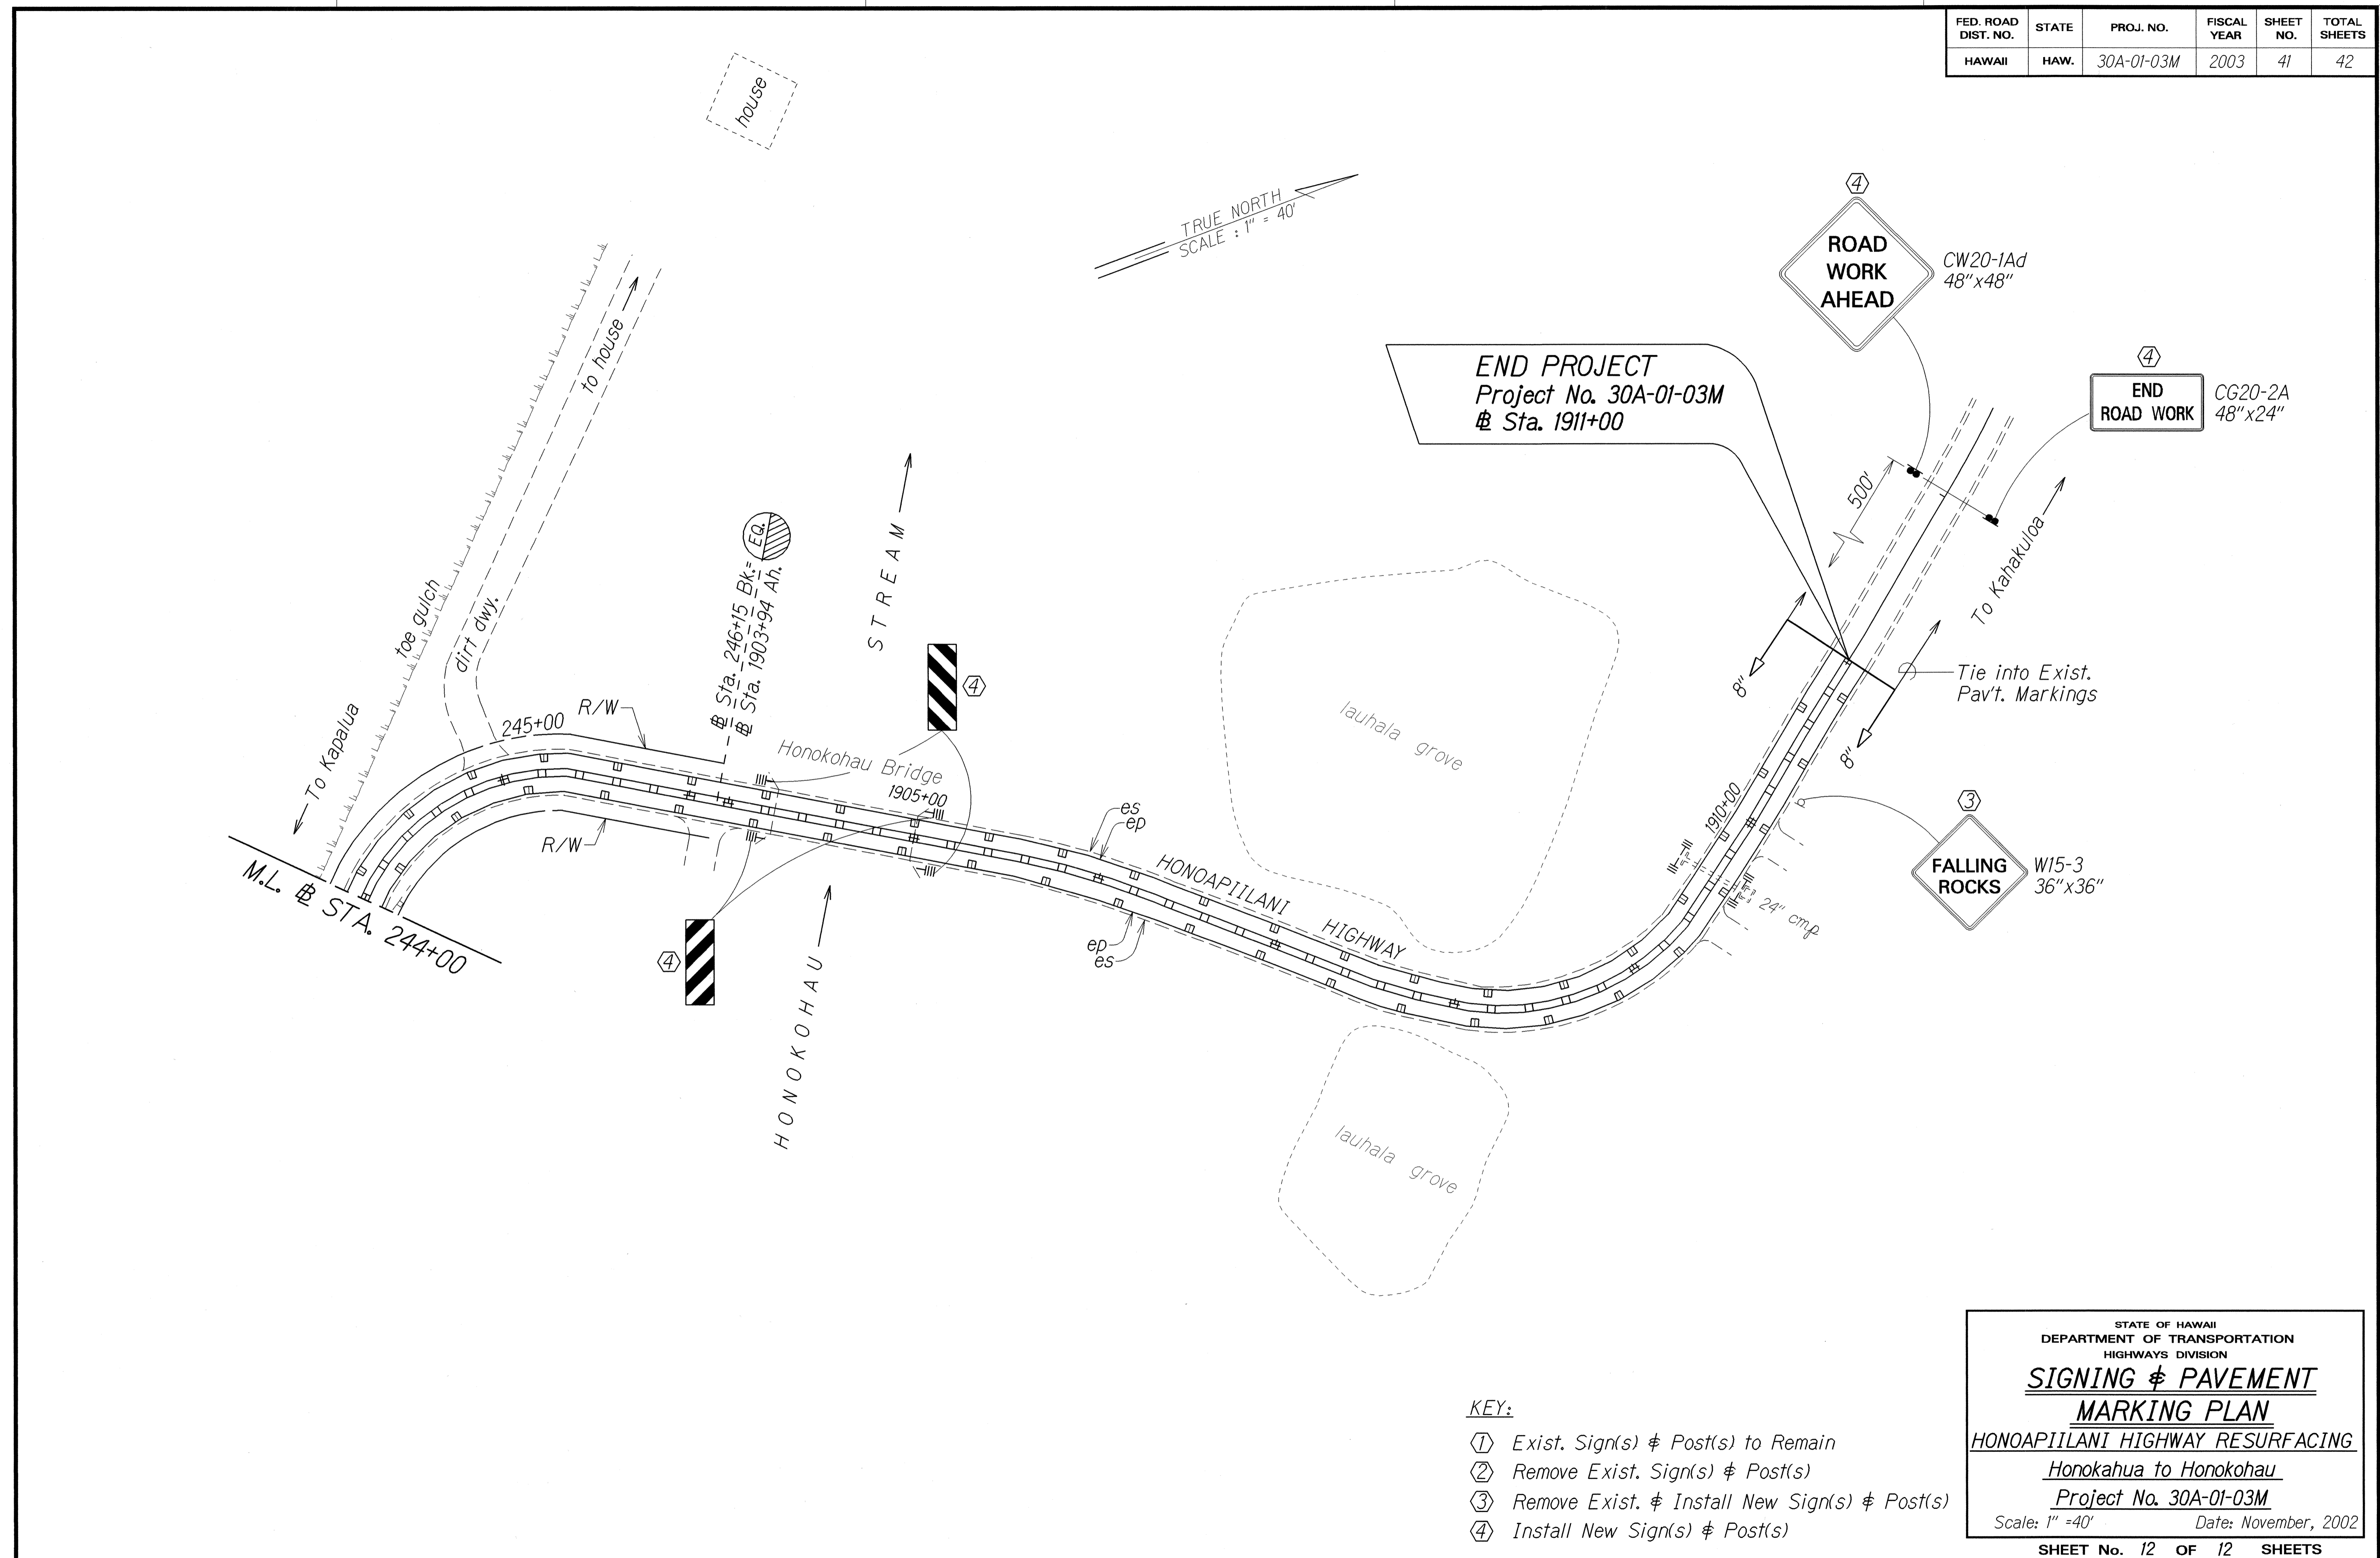 FED. ROAD DIST. NO. STATE PROJ. NO. FISCAL YEAR SHEET NO. TOTAL SHEETS
HAWAII HAW. 30A-01-03M 2003 41 42
house
TRUE NORTH
SCALE : 1" = 40'
4
ROAD
WORK
AHEAD
CW20-1Ad
48"x48"
4
END
ROAD WORK
CG20-2A
48"x24"
END PROJECT
Project No. 30A-01-03M
BL Sta. 1911+00
500'
To Kahakuloa
to house
toe gulch
dirt dwy.
To Kapalua
EQ.
BL Sta. 246+15 Bk.=
BL Sta. 1903+94 Ah.
STREAM
4
8"
8"
Tie into Exist.
Pav't. Markings
lauhala grove
245+00
R/W
R/W
Honokohau Bridge
1905+00
es
ep
HONOAPIILANI HIGHWAY
ep
es
1910+00
24" cmp
3
FALLING
ROCKS
W15-3
36"x36"
M.L. BL STA. 244+00
4
HONOKOHAU
lauhala grove
KEY:
1 Exist. Sign(s) & Post(s) to Remain
2 Remove Exist. Sign(s) & Post(s)
3 Remove Exist. & Install New Sign(s) & Post(s)
4 Install New Sign(s) & Post(s)
STATE OF HAWAII
DEPARTMENT OF TRANSPORTATION
HIGHWAYS DIVISION
SIGNING & PAVEMENT
MARKING PLAN
HONOAPIILANI HIGHWAY RESURFACING
Honokahua to Honokohau
Project No. 30A-01-03M
Scale: 1" =40' Date: November, 2002
SHEET No. 12 OF 12 SHEETS